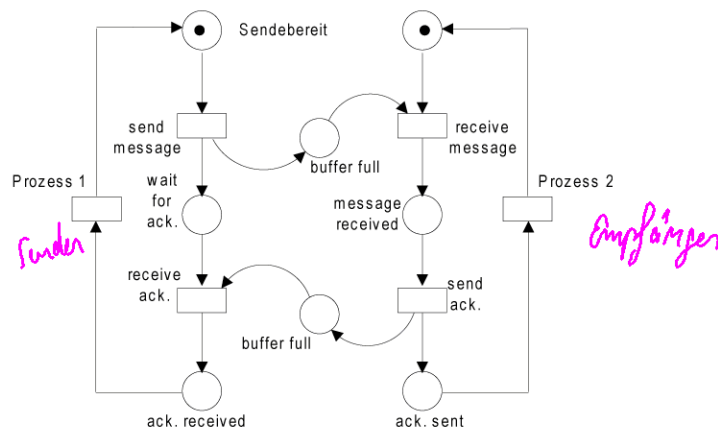 Sendebereit
send
message
receive
message
buffer full
Prozess 1
wait
for
ack.
message
received
Prozess 2
Sender
Empfänger
receive
ack.
send
ack.
buffer full
ack. received
ack. sent